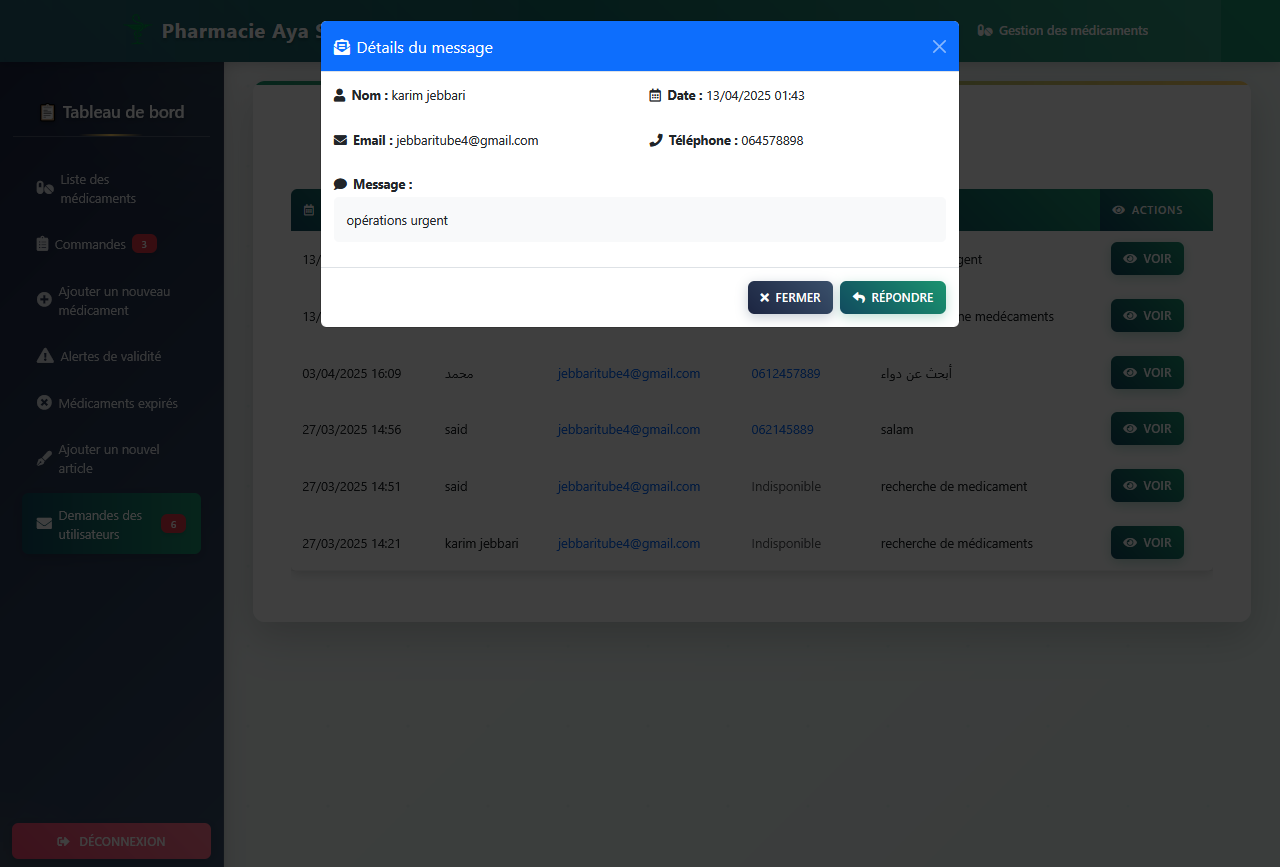 Pharmacie Aya S
Gestion des médicaments
Tableau de bord
Liste des
médicaments
Commandes 3
Ajouter un nouveau
médicament
Alertes de validité
Médicaments expirés
Ajouter un nouvel
article
Demandes des
utilisateurs 6
DÉCONNEXION
Détails du message
Nom : karim jebbari
Date : 13/04/2025 01:43
Email : jebbaritube4@gmail.com
Téléphone : 064578898
Message :
opérations urgent
FERMER RÉPONDRE
ACTIONS
13/ gent VOIR
13/ ne medécaments VOIR
03/04/2025 16:09 محمد jebbaritube4@gmail.com 0612457889 أبحث عن دواء VOIR
27/03/2025 14:56 said jebbaritube4@gmail.com 062145889 salam VOIR
27/03/2025 14:51 said jebbaritube4@gmail.com Indisponible recherche de medicament VOIR
27/03/2025 14:21 karim jebbari jebbaritube4@gmail.com Indisponible recherche de médicaments VOIR